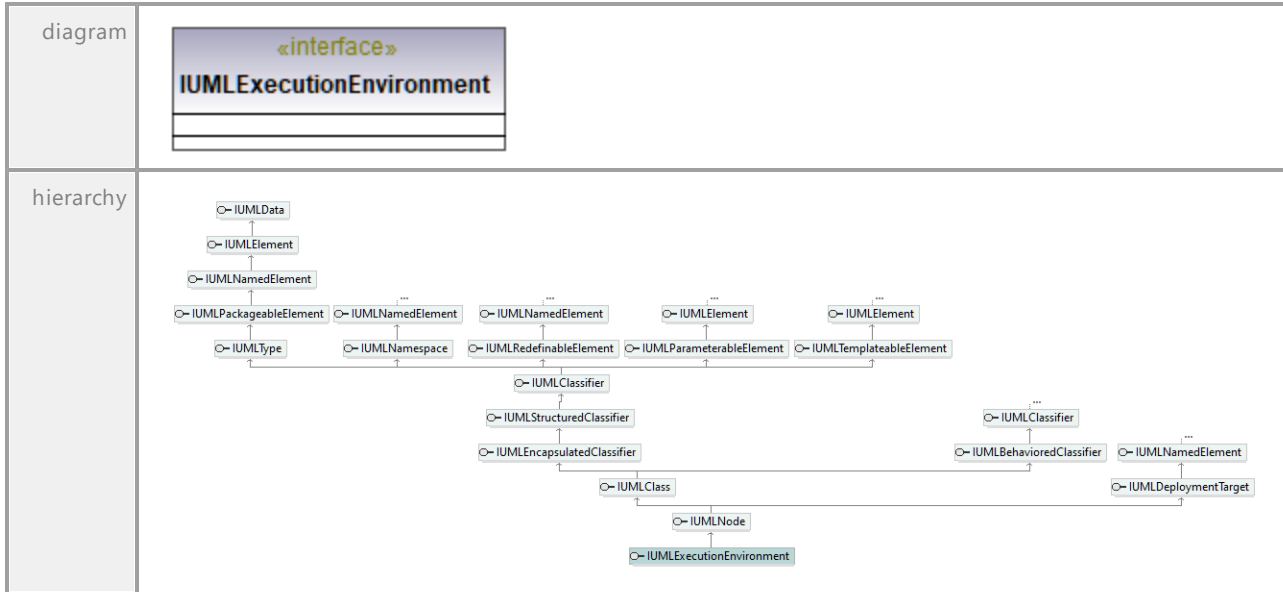 diagram
«interface»
IUMLExecutionEnvironment
hierarchy
IUMLData
IUMLElement
IUMLNamedElement
... ... ... ...
IUMLPackageableElement IUMLNamedElement IUMLNamedElement IUMLElement IUMLElement
IUMLType IUMLNamespace IUMLRedefinableElement IUMLParameterableElement IUMLTemplateableElement
IUMLClassifier
...
IUMLStructuredClassifier IUMLClassifier
...
IUMLEncapsulatedClassifier IUMLBehavioredClassifier IUMLNamedElement
IUMLClass IUMLDeploymentTarget
IUMLNode
IUMLExecutionEnvironment